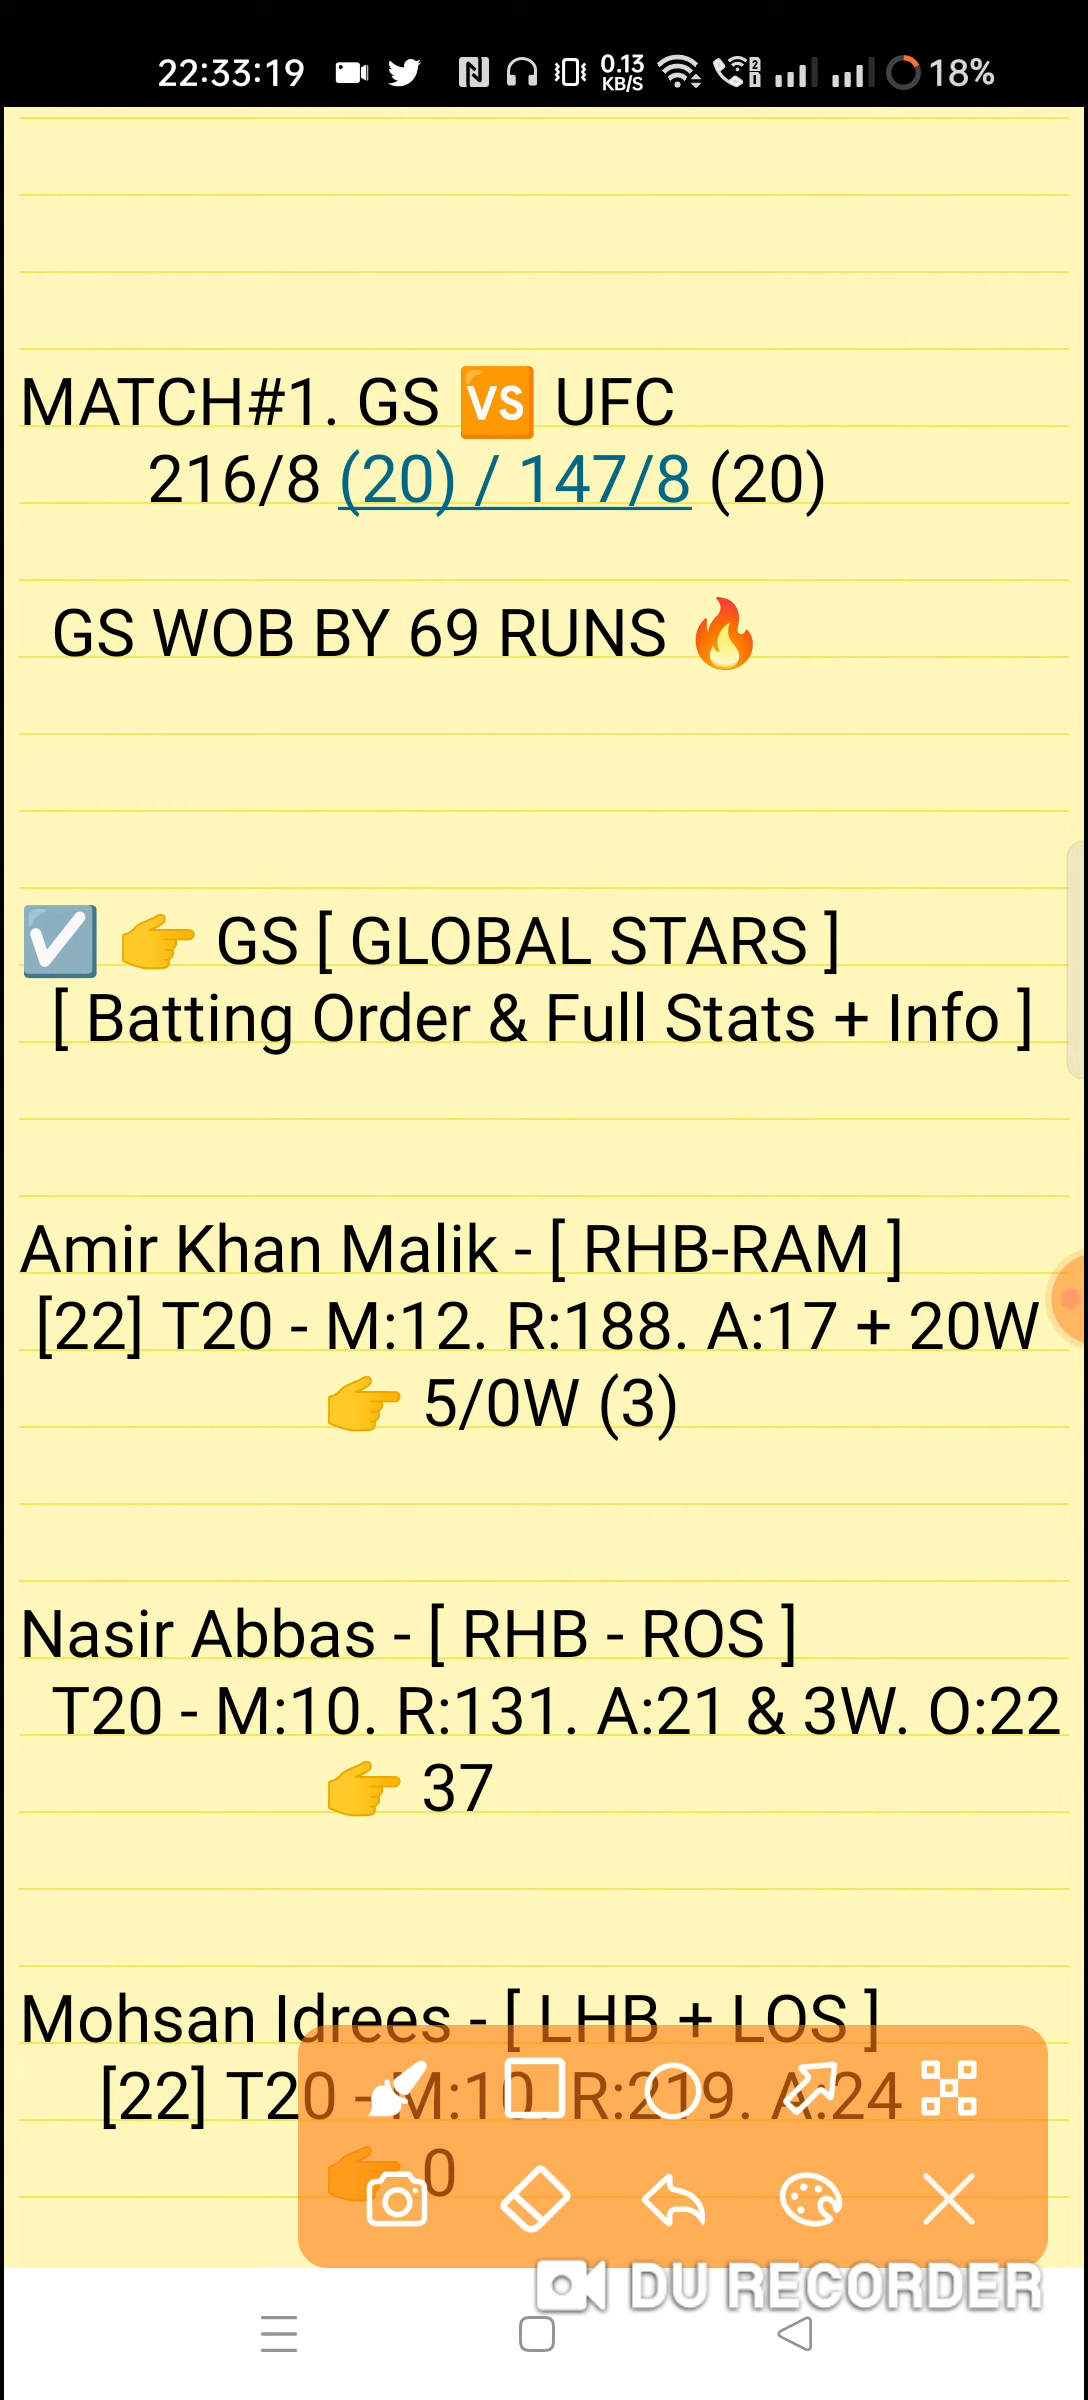 22:33:19 0.13 KB/S 18%
MATCH#1. GS 🆚 UFC
216/8 (20) / 147/8 (20)
GS WOB BY 69 RUNS 🔥
☑️ 👉 GS [ GLOBAL STARS ]
[ Batting Order & Full Stats + Info ]
Amir Khan Malik - [ RHB-RAM ]
[22] T20 - M:12. R:188. A:17 + 20W
👉 5/0W (3)
Nasir Abbas - [ RHB - ROS ]
T20 - M:10. R:131. A:21 & 3W. O:22
👉 37
Mohsan Idrees - [ LHB + LOS ]
[22] T20 - M:10. R:219. A:24
👉 0
DU RECORDER